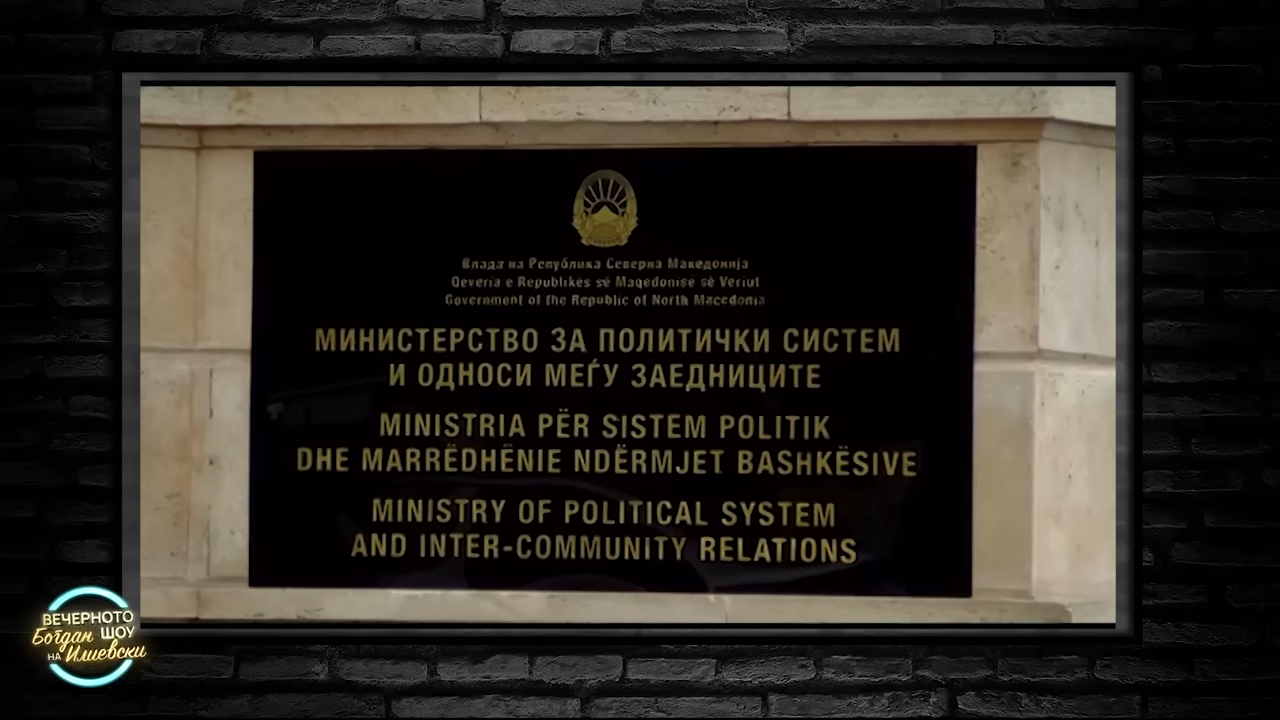 Влада на Република Северна Македонија
Qeveria e Republikës së Maqedonisë së Veriut
Government of the Republic of North Macedonia
МИНИСТЕРСТВО ЗА ПОЛИТИЧКИ СИСТЕМ
И ОДНОСИ МЕЃУ ЗАЕДНИЦИТЕ
MINISTRIA PËR SISTEM POLITIK
DHE MARRËDHËNIE NDËRMJET BASHKËSIVE
MINISTRY OF POLITICAL SYSTEM
AND INTER-COMMUNITY RELATIONS
ВЕЧЕРНОТО
Богдан ШОУ
НА Илиевски